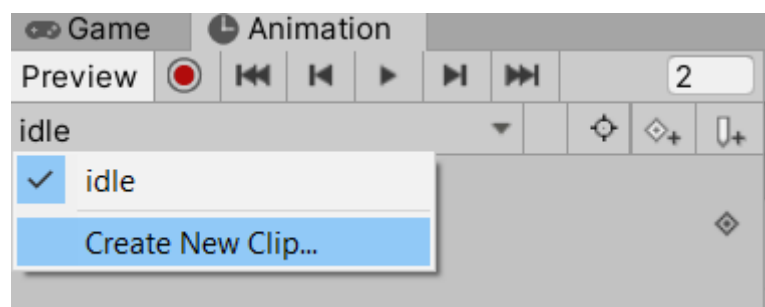 Game Animation
Preview 2
idle
idle
Create New Clip...